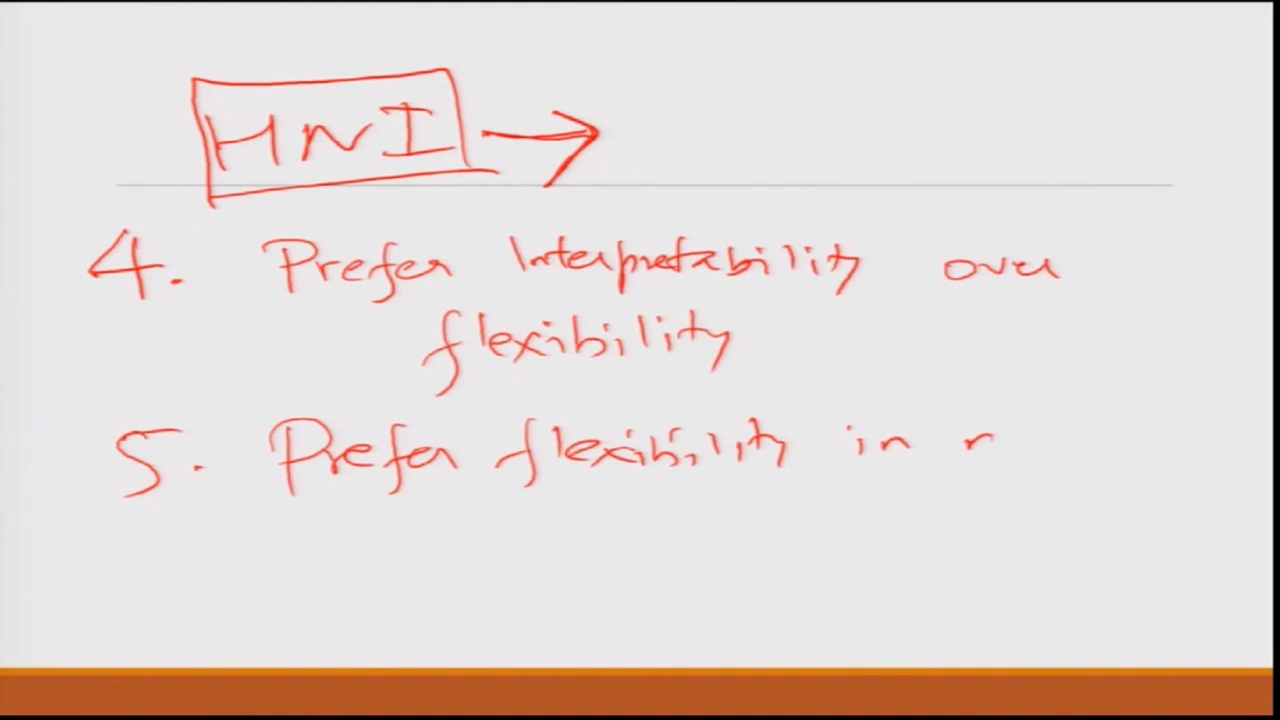 HNI →
4. Prefer Interpretability over
flexibility
5. Prefer flexibility in r